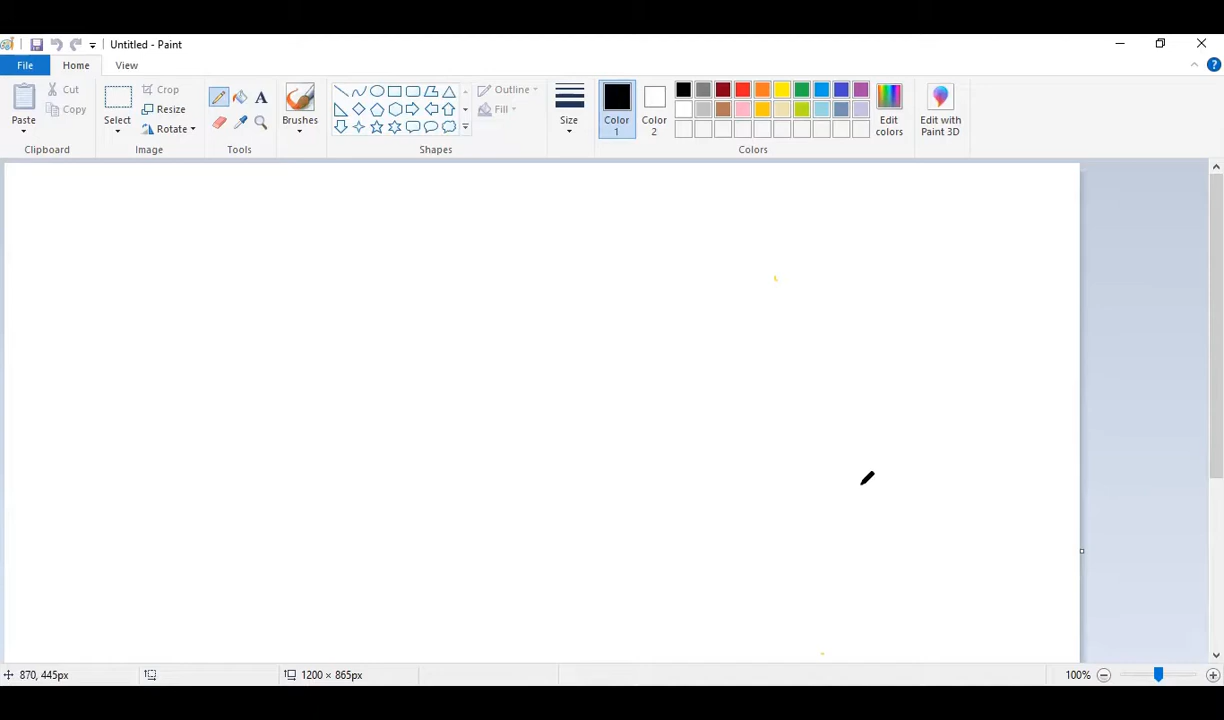 Untitled - Paint
File Home View
Paste
Cut
Copy
Clipboard
Select
Crop
Resize
Rotate
Image
A
Tools
Brushes
Outline
Fill
Shapes
Size
Color 1
Color 2
Edit colors
Colors
Edit with Paint 3D
?
870, 445px
1200 × 865px
100%